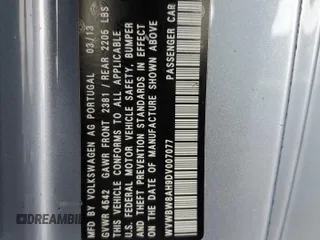 MFD BY VOLKSWAGEN AG PORTUGAL 03/13
GVWR 4542 GAWR FRONT 2381 / REAR 2205 LBS
THIS VEHICLE CONFORMS TO ALL APPLICABLE
U.S. FEDERAL MOTOR VEHICLE SAFETY, BUMPER
AND THEFT PREVENTION STANDARDS IN EFFECT
ON THE DATE OF MANUFACTURE SHOWN ABOVE
WVWBW8AH9DV007077 PASSENGER CAR
DREAMBID